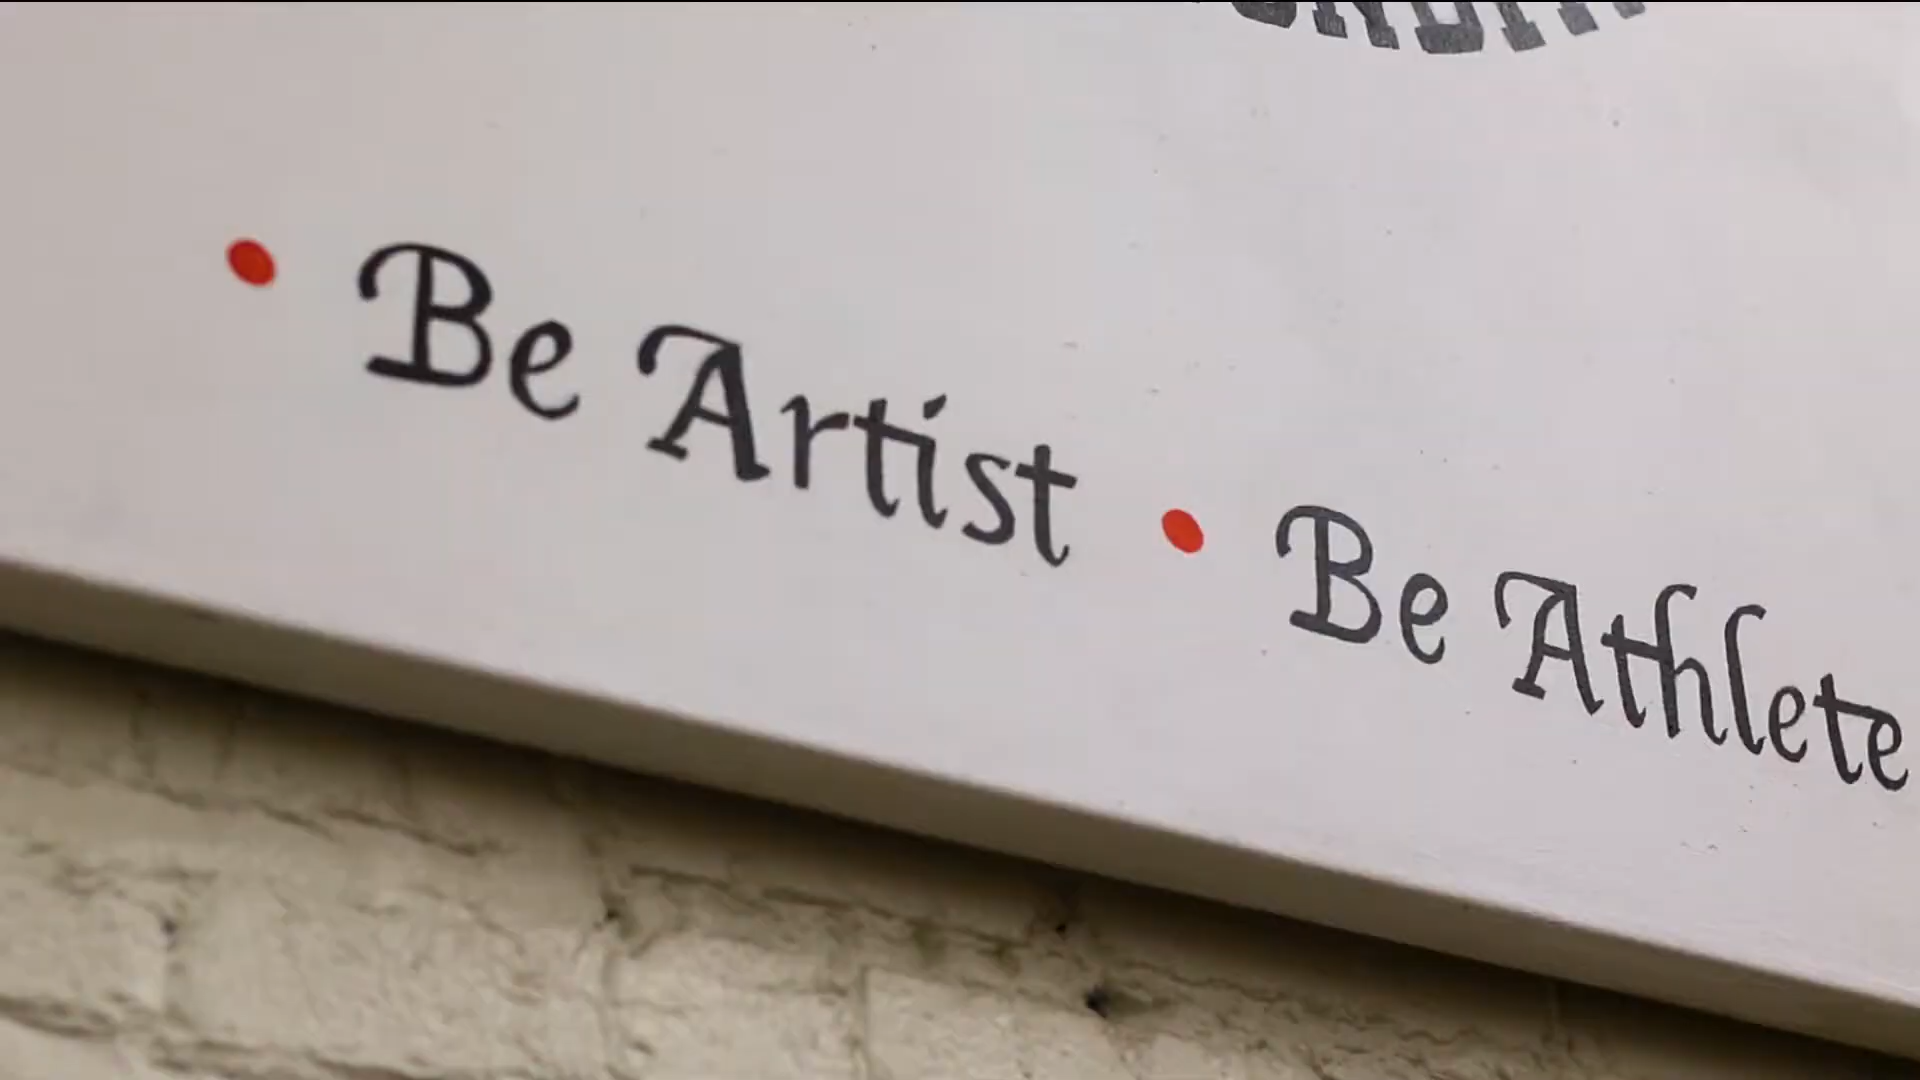 • Be Artist • Be Athlete